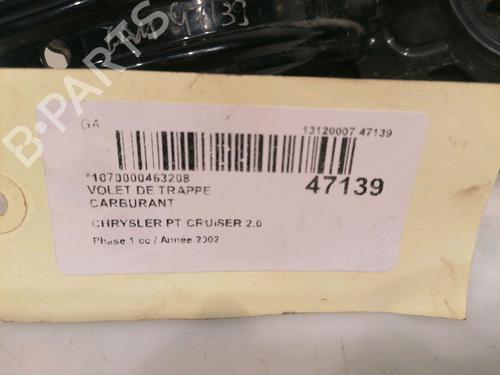 B-PARTS
GA
13120007 47139
*1070000463208
47139
VOLET DE TRAPPE
CARBURANT
CHRYSLER PT CRUISER 2.0
Phase 1 cc / Année 2002